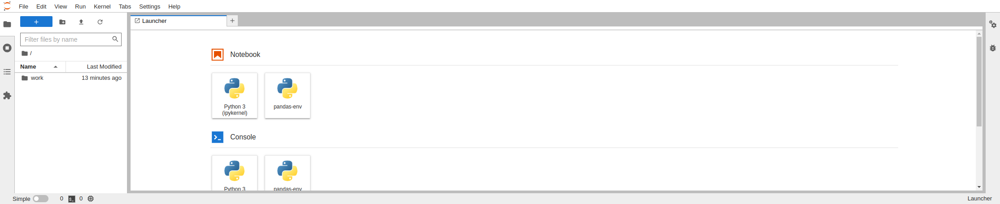 File Edit View Run Kernel Tabs Settings Help
Launcher
Filter files by name
/
Name Last Modified
work 13 minutes ago
Notebook
Python 3
(ipykernel)
pandas-env
Console
Python 3
pandas-env
Simple 0 0 Launcher